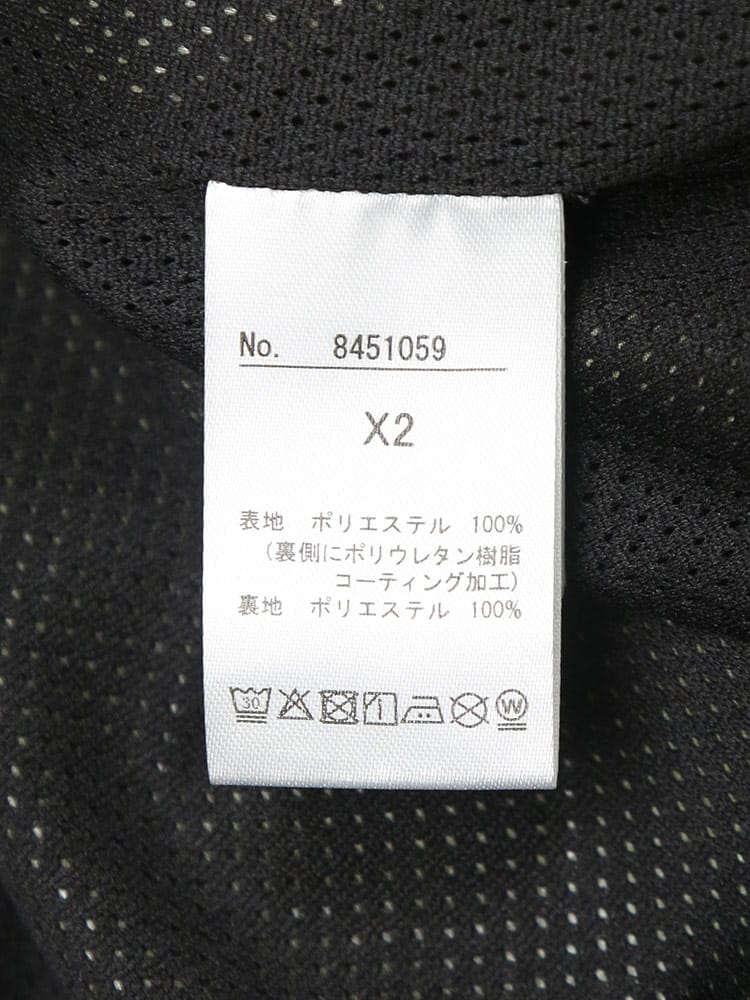 No. 8451059
X2
表地 ポリエステル 100%
(裏側にポリウレタン樹脂
コーティング加工)
裏地 ポリエステル 100%
30 W